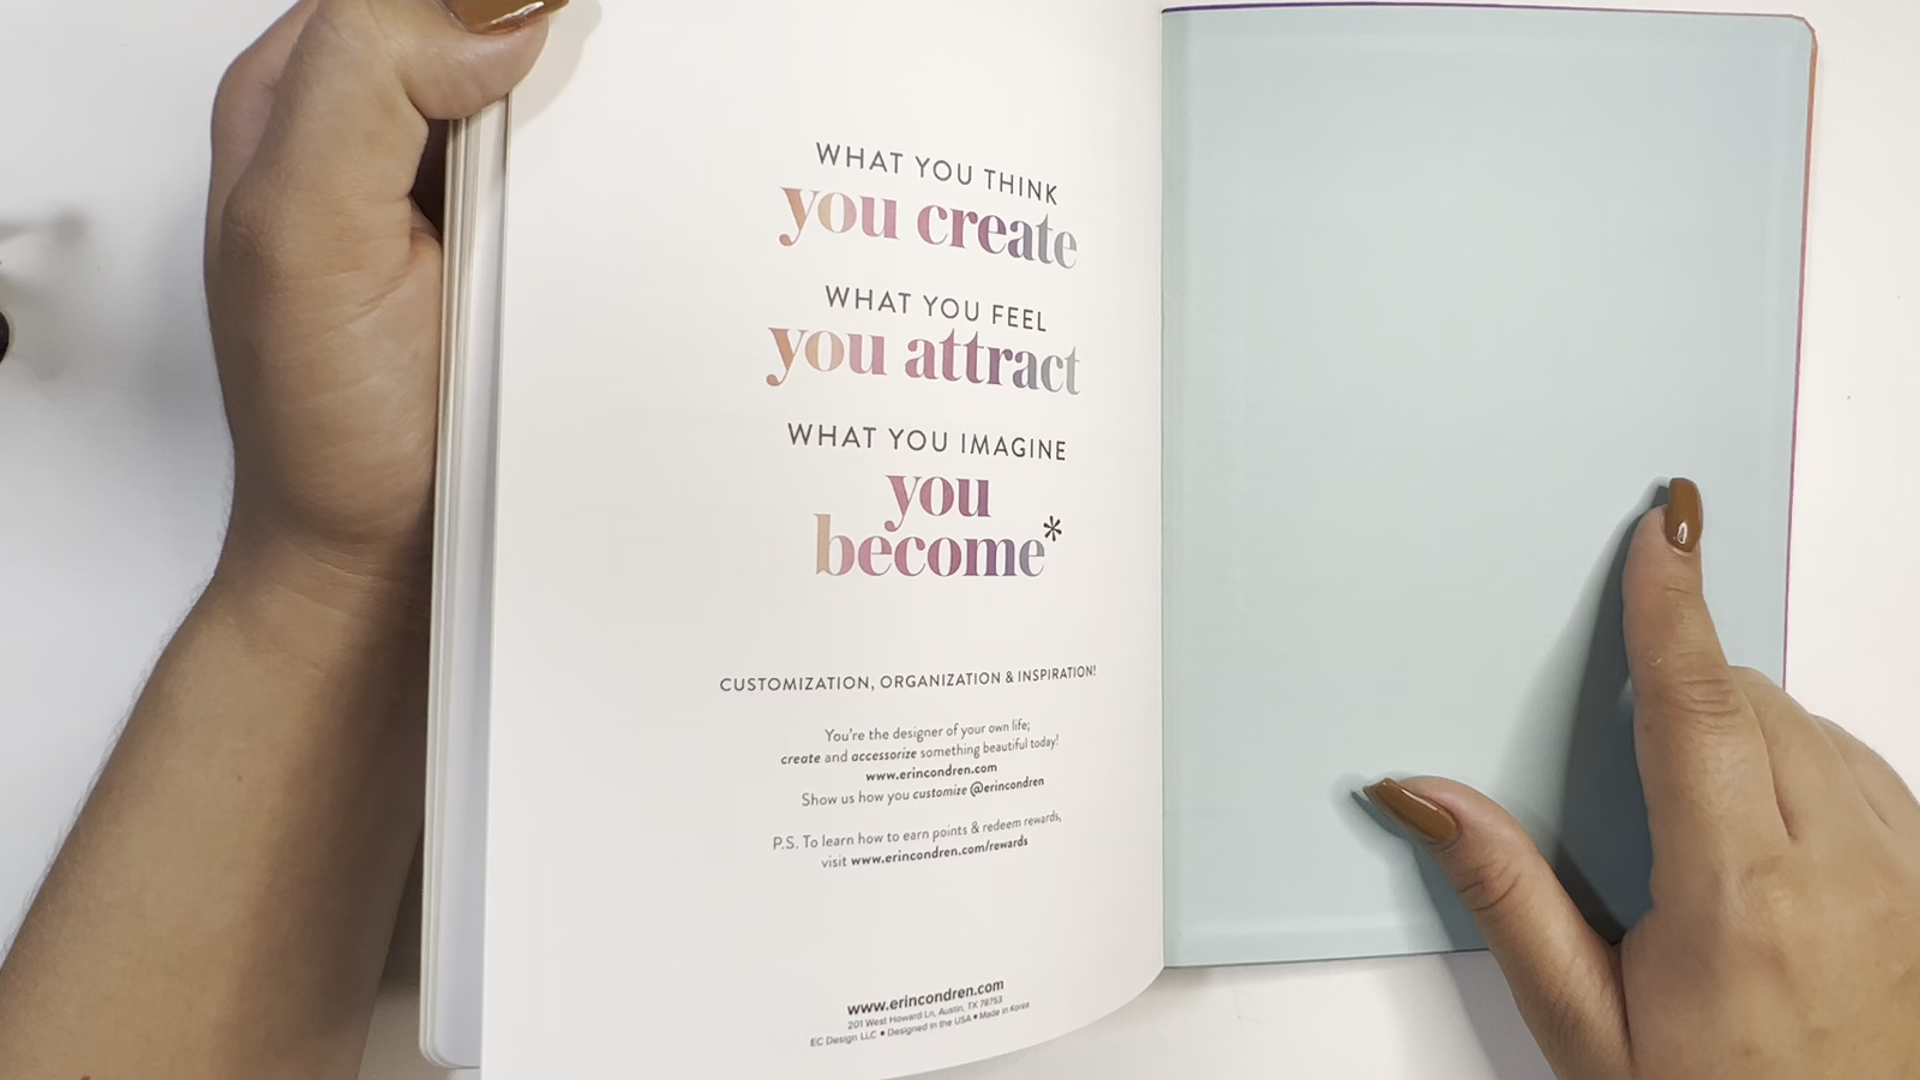 WHAT YOU THINK
you create
WHAT YOU FEEL
you attract
WHAT YOU IMAGINE
you
become*
CUSTOMIZATION, ORGANIZATION & INSPIRATION!
You're the designer of your own life;
create and accessorize something beautiful today!
www.erincondren.com
Show us how you customize @erincondren
P.S. To learn how to earn points & redeem rewards,
visit www.erincondren.com/rewards
www.erincondren.com
201 West Howard Ln, Austin, TX 78753
EC Design LLC • Designed in the USA • Made in Korea